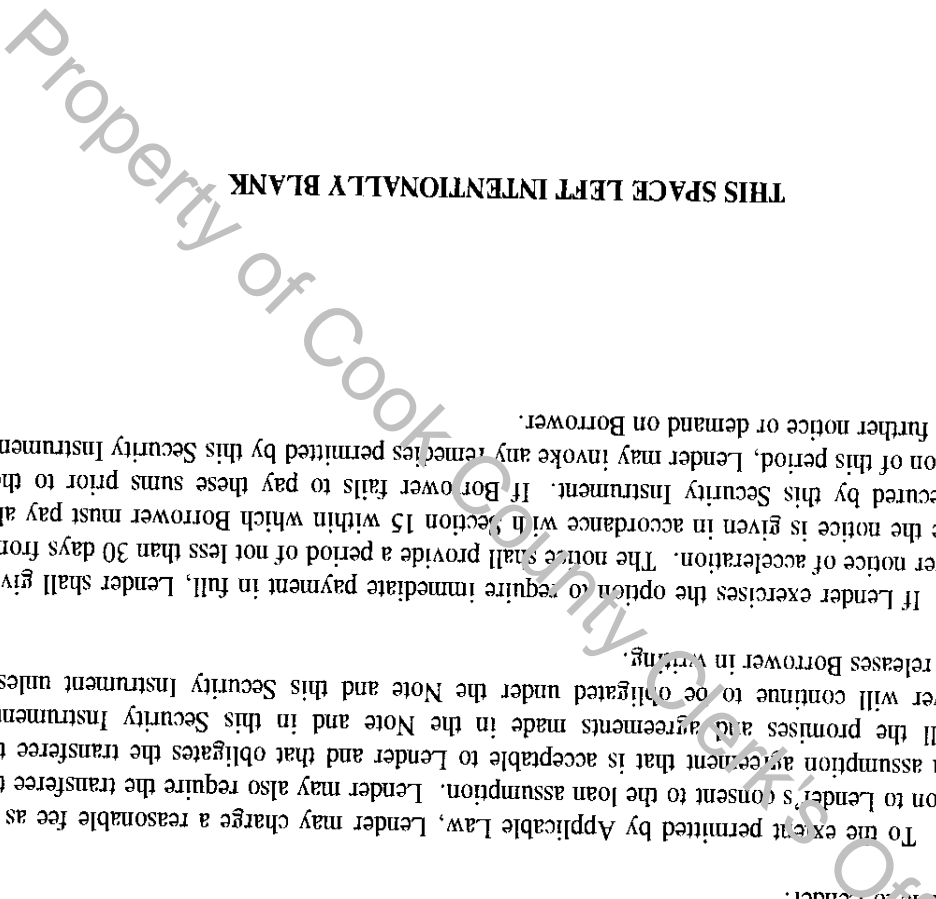 Lender.
To the extent permitted by Applicable Law, Lender may charge a reasonable fee as
on to Lender's consent to the loan assumption. Lender may also require the transferee t
assumption agreement that is acceptable to Lender and that obligates the transferee t
ll the promises and agreements made in the Note and in this Security Instrumen
er will continue to be obligated under the Note and this Security Instrument unles
releases Borrower in writing.
If Lender exercises the option to require immediate payment in full, Lender shall giv
er notice of acceleration. The notice shall provide a period of not less than 30 days fron
e the notice is given in accordance with Section 15 within which Borrower must pay al
ecured by this Security Instrument. If Borrower fails to pay these sums prior to the
on of this period, Lender may invoke any remedies permitted by this Security Instrumen
further notice or demand on Borrower.
THIS SPACE LEFT INTENTIONALLY BLANK
Property of Cook County Clerk's Of